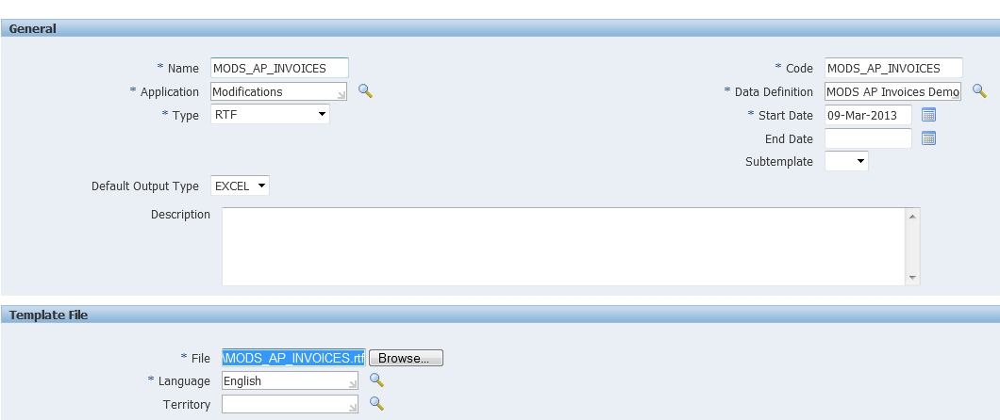 General
* Name MODS_AP_INVOICES * Code MODS_AP_INVOICES
* Application Modifications * Data Definition MODS AP Invoices Demo
* Type RTF * Start Date 09-Mar-2013
End Date
Subtemplate
Default Output Type EXCEL
Description
Template File
* File \MODS_AP_INVOICES.rtf Browse...
* Language English
Territory